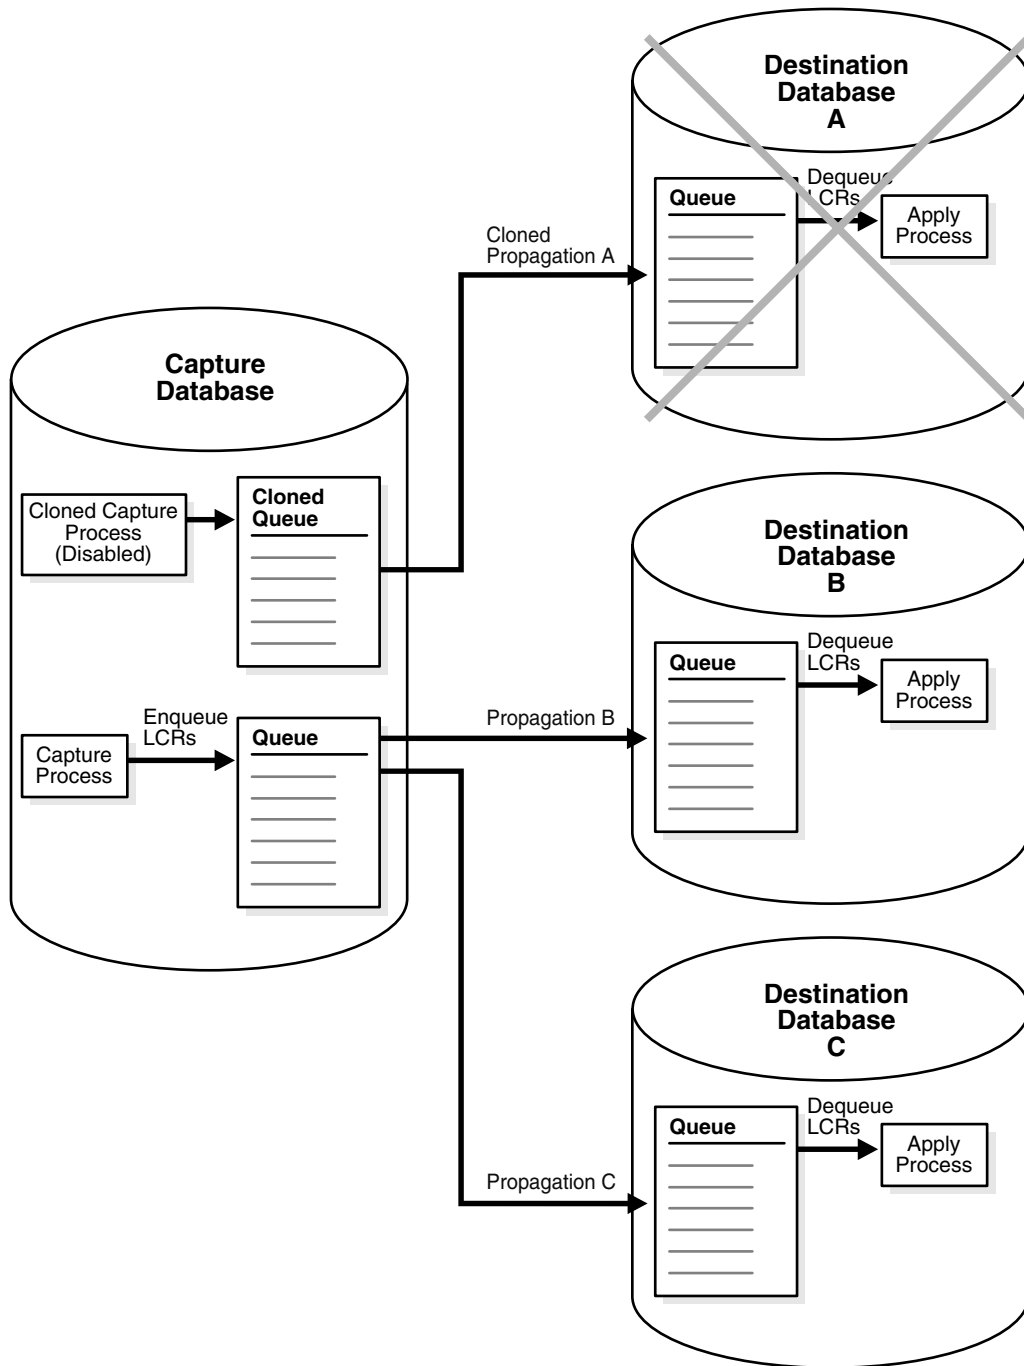 Destination
Database
A
Queue
Dequeue
LCRs
Apply
Process
Cloned
Propagation A
Capture
Database
Cloned Capture
Process
(Disabled)
Cloned
Queue
Destination
Database
B
Queue
Dequeue
LCRs
Apply
Process
Propagation B
Enqueue
LCRs
Capture
Process
Queue
Destination
Database
C
Queue
Dequeue
LCRs
Apply
Process
Propagation C